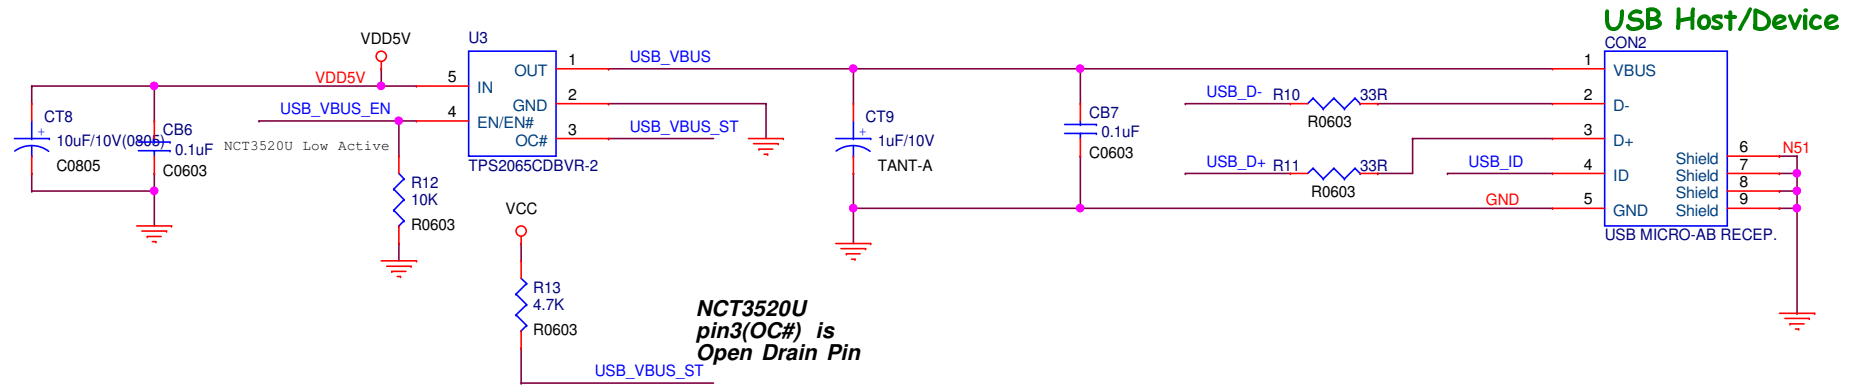 USB Host/Device
VDD5V
U3
CON2
VDD5V
5
IN
OUT
1
USB_VBUS
1
VBUS
USB_VBUS_EN
4
EN/EN#
GND
2
USB_D-
R10
33R
R0603
2
D-
CT8
10uF/10V(0805)
C0805
CB6
0.1uF
C0603
NCT3520U Low Active
OC#
3
USB_VBUS_ST
TPS2065CDBVR-2
CT9
1uF/10V
TANT-A
CB7
0.1uF
C0603
3
D+
USB_D+
R11
33R
R0603
USB_ID
4
ID
Shield
6
N51
Shield
7
Shield
8
Shield
9
R12
10K
R0603
GND
5
GND
USB MICRO-AB RECEP.
VCC
R13
4.7K
R0603
NCT3520U
pin3(OC#) is
Open Drain Pin
USB_VBUS_ST